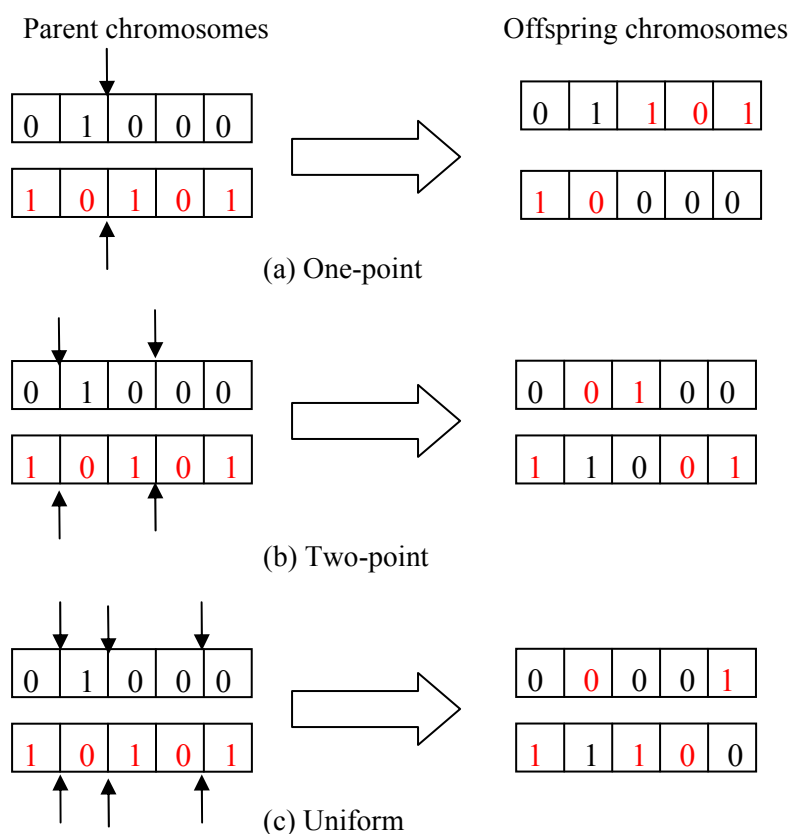 Parent chromosomes Offspring chromosomes
0 1 0 0 0 0 1 1 0 1
1 0 1 0 1 1 0 0 0 0
(a) One-point
0 1 0 0 0 0 0 1 0 0
1 0 1 0 1 1 1 0 0 1
(b) Two-point
0 1 0 0 0 0 0 0 0 1
1 0 1 0 1 1 1 1 0 0
(c) Uniform